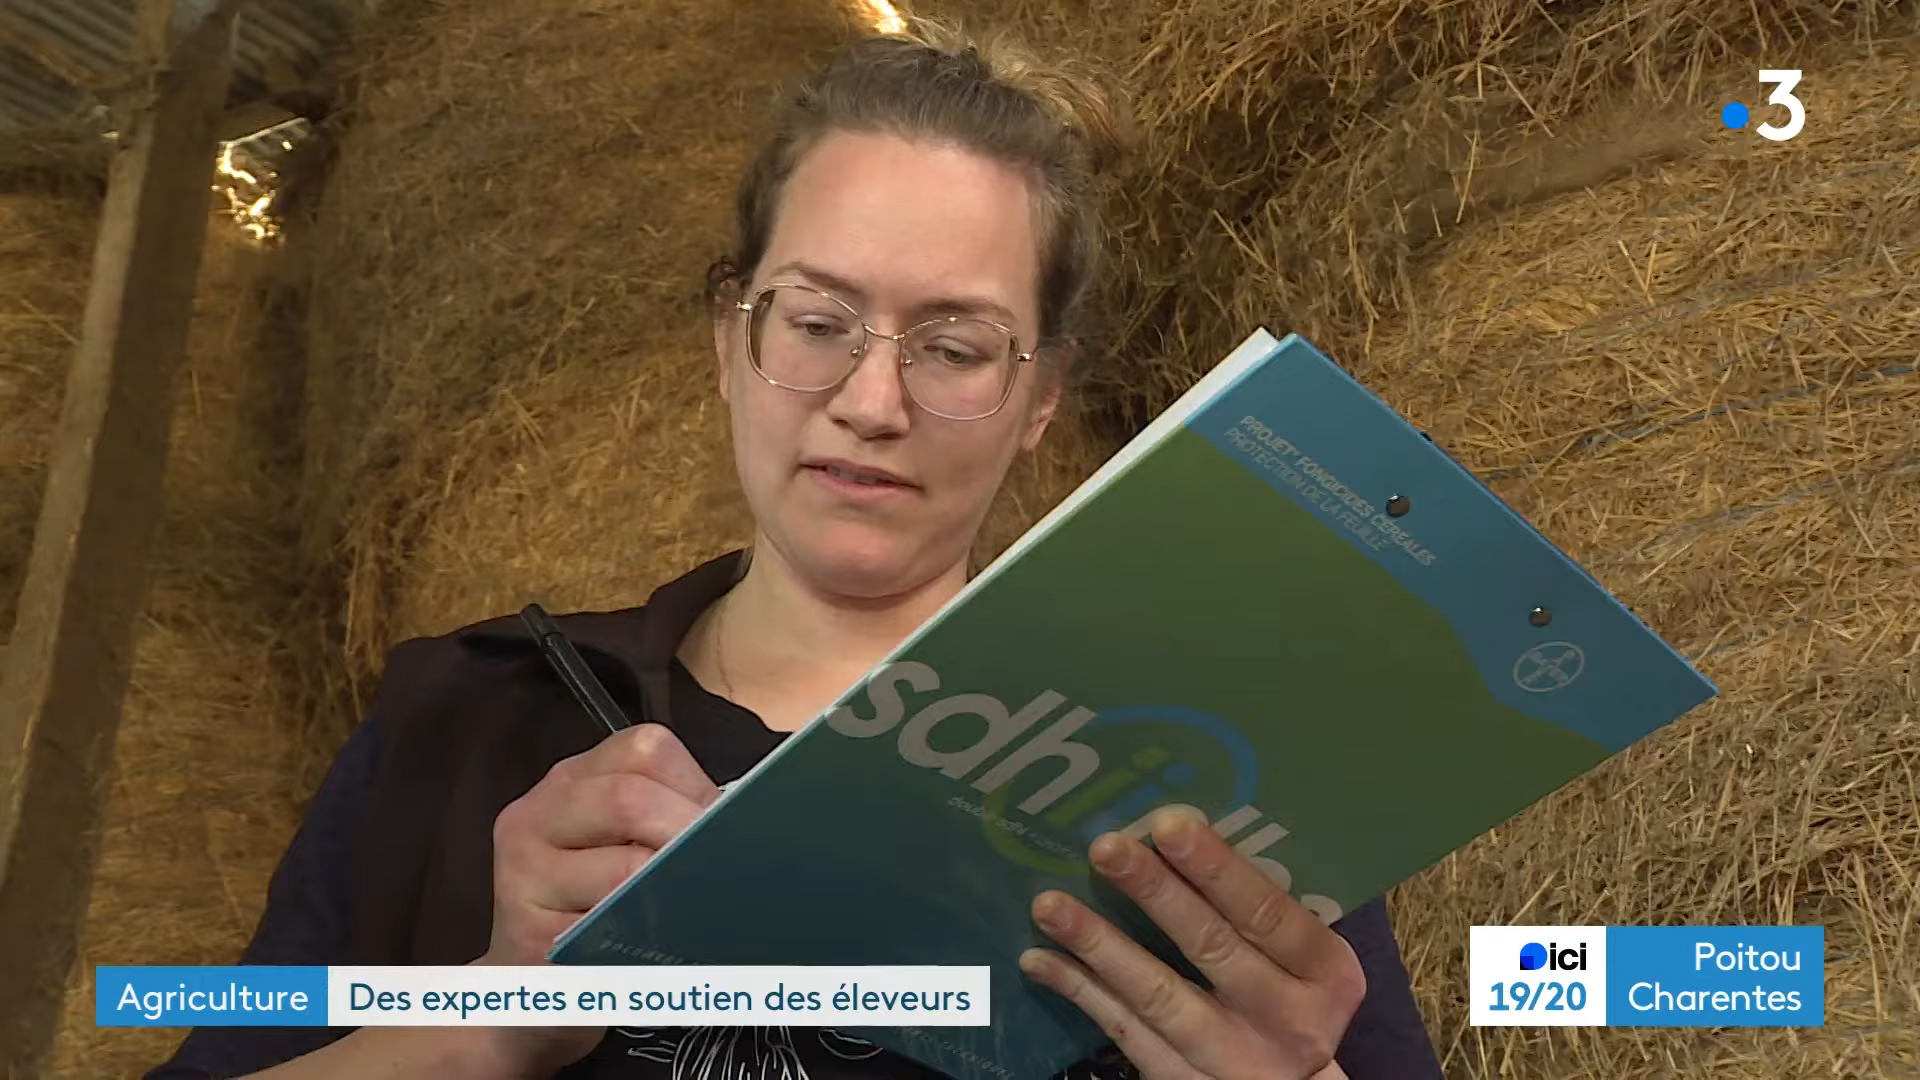 3
PROJET* FONGICIDES CÉRÉALES
PROTECTION DE LA FEUILLE
sdhi
Agriculture
Des expertes en soutien des éleveurs
ici
19/20
Poitou
Charentes